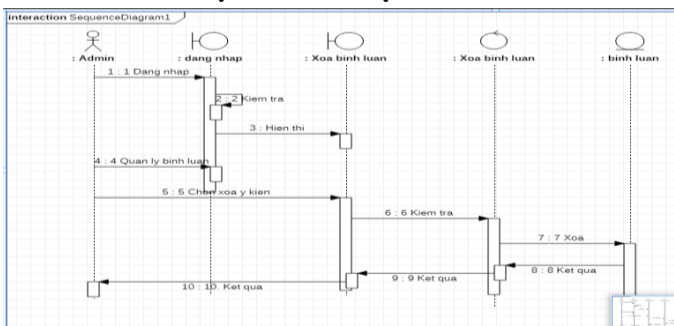 interaction SequenceDiagram1
: Admin
: dang nhap
: Xoa binh luan
: Xoa binh luan
: binh luan
1 : 1 Dang nhap
2 : 2 Kiem tra
3 : Hien thi
4 : 4 Quan ly binh luan
5 : 5 Chon xoa y kien
6 : 6 Kiem tra
7 : 7 Xoa
8 : 8 Ket qua
9 : 9 Ket qua
10 : 10. Ket qua